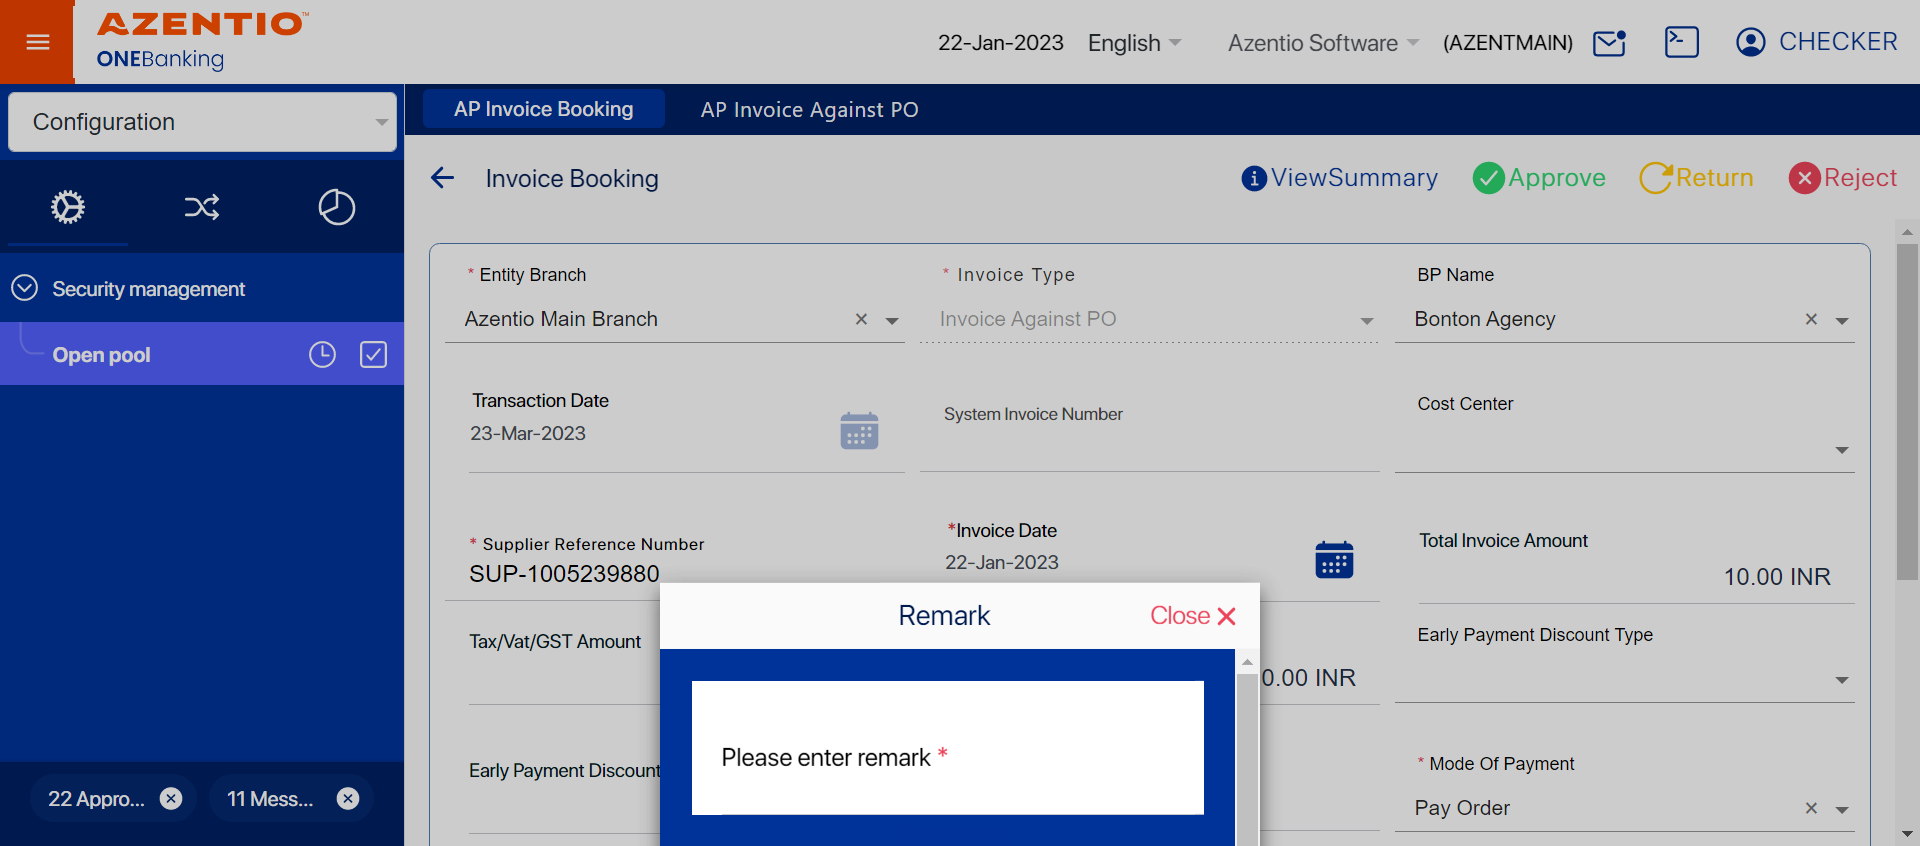 AZENTIO™
ONEBanking
22-Jan-2023 English Azentio Software (AZENTMAIN) CHECKER
Configuration
AP Invoice Booking AP Invoice Against PO
Invoice Booking ViewSummary Approve Return Reject
Security management
Open pool
* Entity Branch * Invoice Type BP Name
Azentio Main Branch Invoice Against PO Bonton Agency
Transaction Date System Invoice Number Cost Center
23-Mar-2023
* Supplier Reference Number *Invoice Date Total Invoice Amount
SUP-1005239880 22-Jan-2023 10.00 INR
Remark Close
Tax/Vat/GST Amount Early Payment Discount Type
0.00 INR
Please enter remark *
Early Payment Discount * Mode Of Payment
Pay Order
22 Appro... 11 Mess...